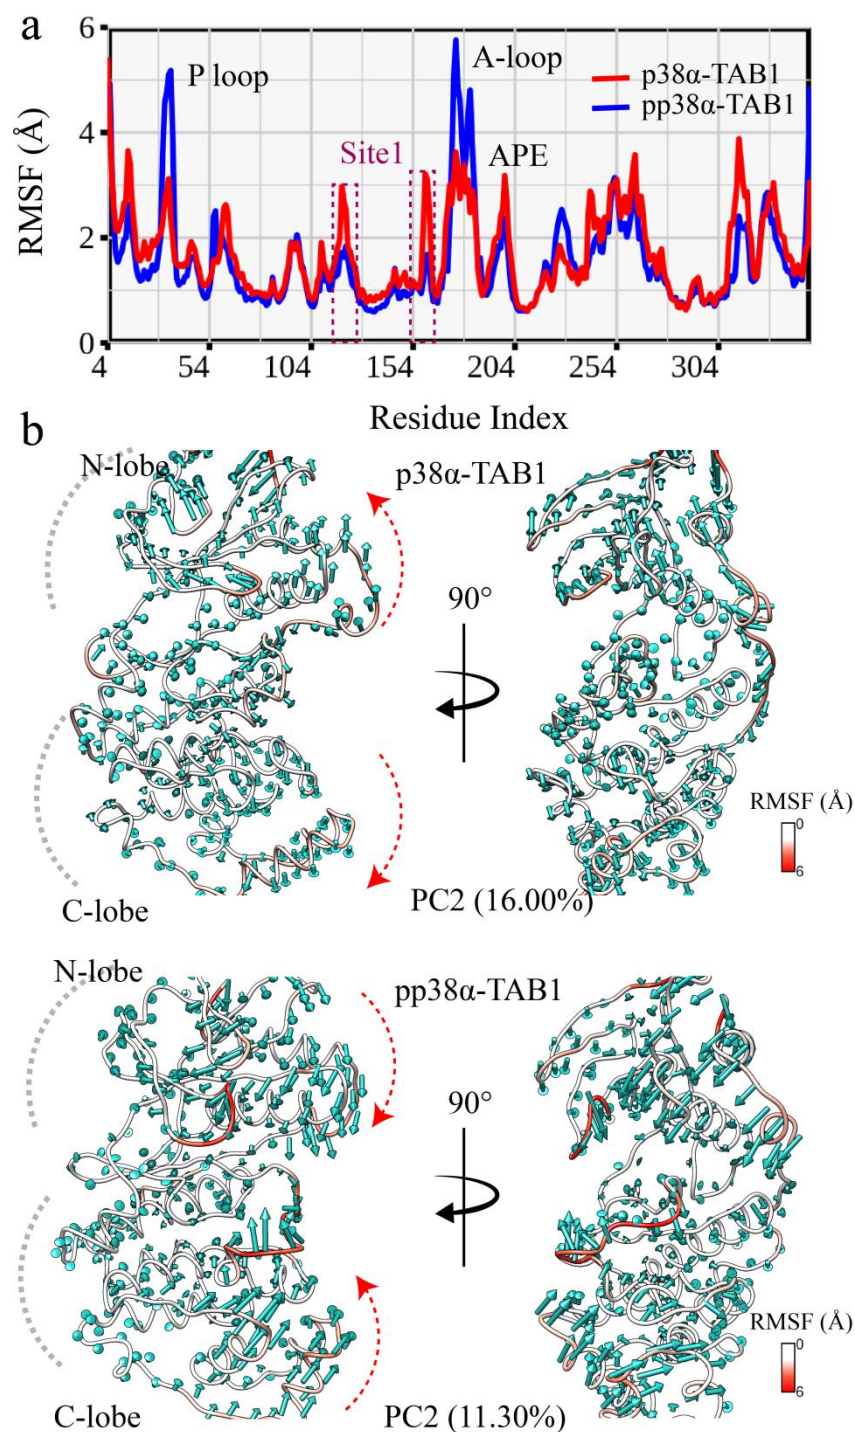 a
6
4
2
0
RMSF (Å)
P loop
A-loop
p38α-TAB1
pp38α-TAB1
Site1
APE
4
54
104
154
204
254
304
Residue Index
b
N-lobe
p38α-TAB1
90°
RMSF (Å)
0
6
C-lobe
PC2 (16.00%)
N-lobe
pp38α-TAB1
90°
RMSF (Å)
0
6
C-lobe
PC2 (11.30%)